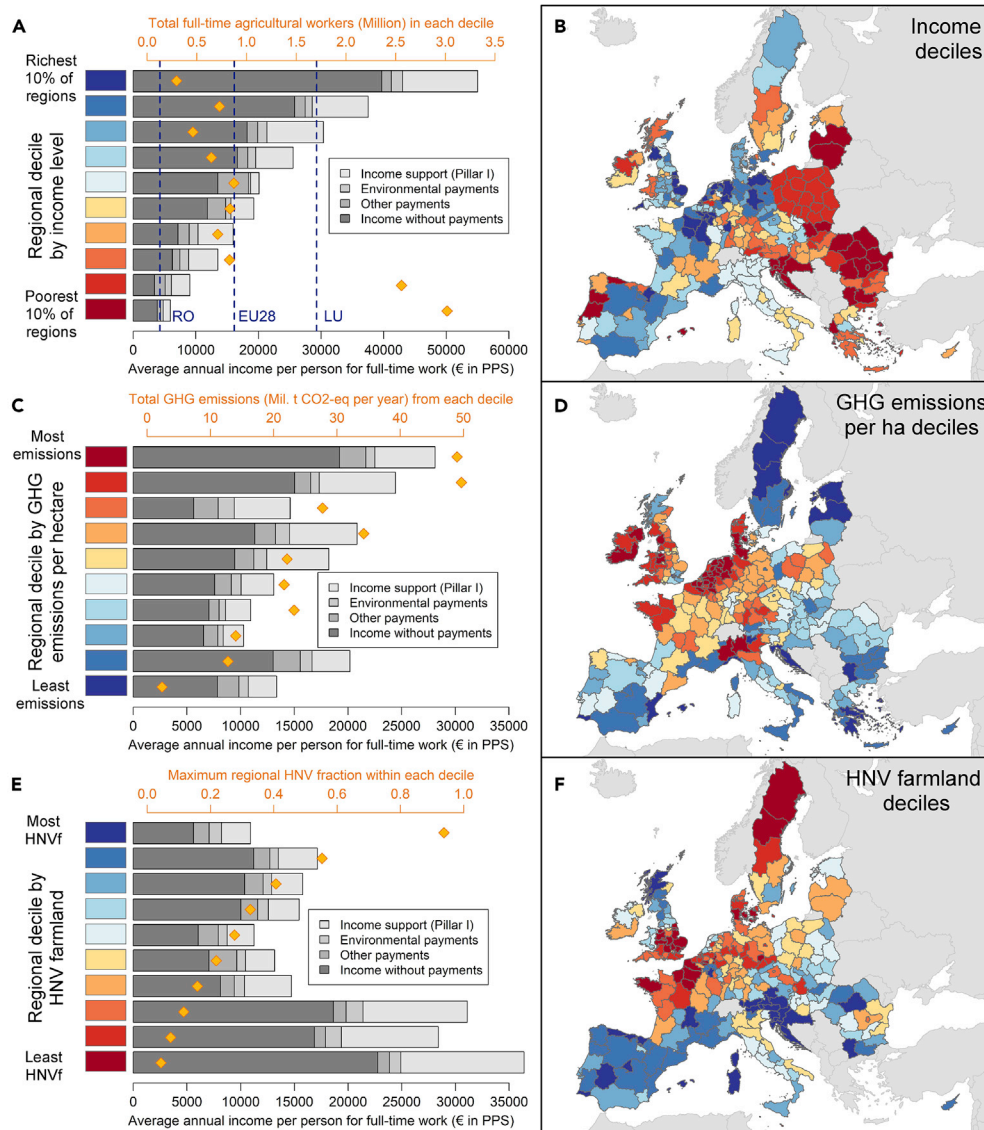 A
Total full-time agricultural workers (Million) in each decile
0.0 0.5 1.0 1.5 2.0 2.5 3.0 3.5
Richest
10% of
regions
Regional decile
by income level
Poorest
10% of
regions
Income support (Pillar I)
Environmental payments
Other payments
Income without payments
RO EU28 LU
0 10000 20000 30000 40000 50000 60000
Average annual income per person for full-time work (€ in PPS)
B
Income
deciles
C
Total GHG emissions (Mil. t CO2-eq per year) from each decile
0 10 20 30 40 50
Most
emissions
Regional decile by GHG
emissions per hectare
Least
emissions
Income support (Pillar I)
Environmental payments
Other payments
Income without payments
0 5000 10000 15000 20000 25000 30000 35000
Average annual income per person for full-time work (€ in PPS)
D
GHG emissions
per ha deciles
E
Maximum regional HNV fraction within each decile
0.0 0.2 0.4 0.6 0.8 1.0
Most
HNVf
Regional decile by
HNV farmland
Least
HNVf
Income support (Pillar I)
Environmental payments
Other payments
Income without payments
0 5000 10000 15000 20000 25000 30000 35000
Average annual income per person for full-time work (€ in PPS)
F
HNV farmland
deciles